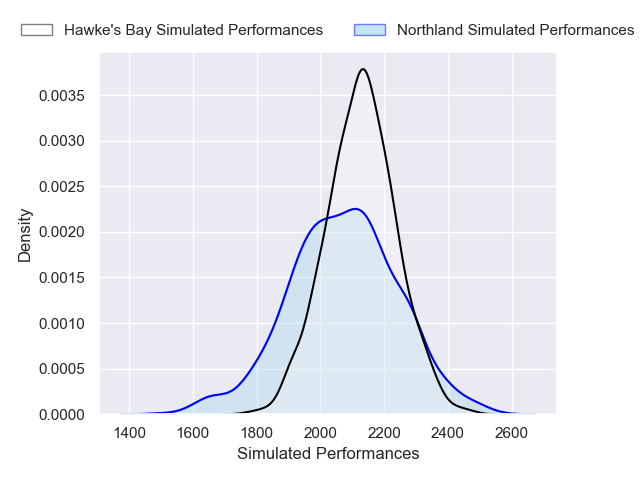 Hawke's Bay Simulated Performances Northland Simulated Performances
0.0035
0.0030
0.0025
0.0020
0.0015
0.0010
0.0005
0.0000
Density
1400 1600 1800 2000 2200 2400 2600
Simulated Performances